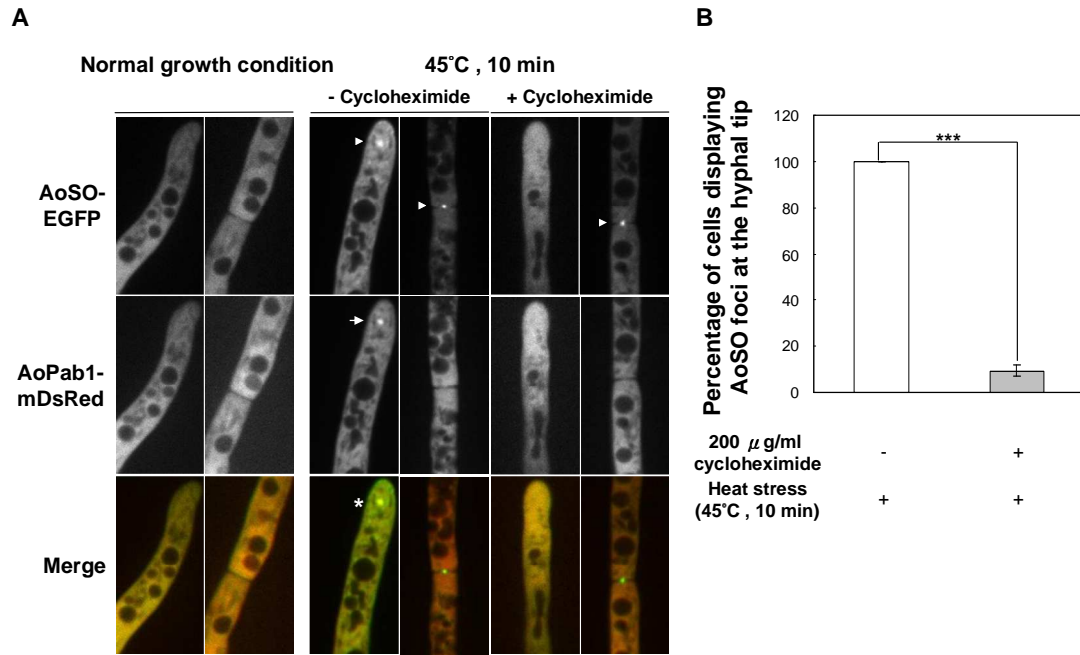 A
Normal growth condition
45°C , 10 min
- Cycloheximide
+ Cycloheximide
AoSO-
EGFP
AoPab1-
mDsRed
Merge
*
B
Percentage of cells displaying
AoSO foci at the hyphal tip
120
100
80
60
40
20
0
***
200 μg/ml
cycloheximide
-
+
Heat stress
(45°C , 10 min)
+
+